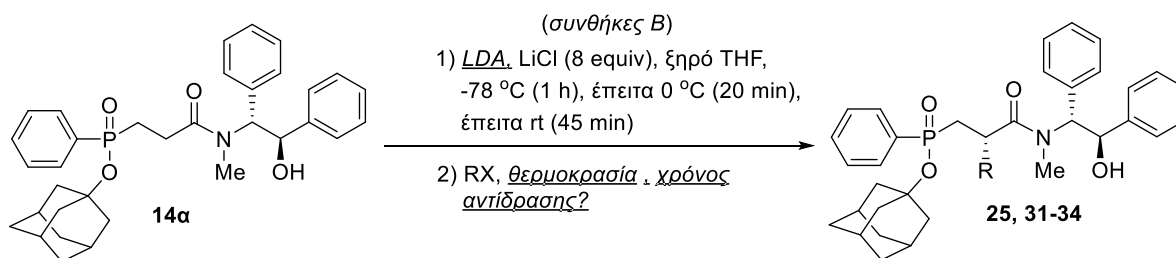 (συνθήκες B)
1) LDA, LiCl (8 equiv), ξηρό THF,
-78 °C (1 h), έπειτα 0 °C (20 min),
έπειτα rt (45 min)
2) RX, θερμοκρασία , χρόνος
αντίδρασης?
O
P
O
O
N
Me
OH
14α
O
P
O
O
N
R
Me
OH
25, 31-34